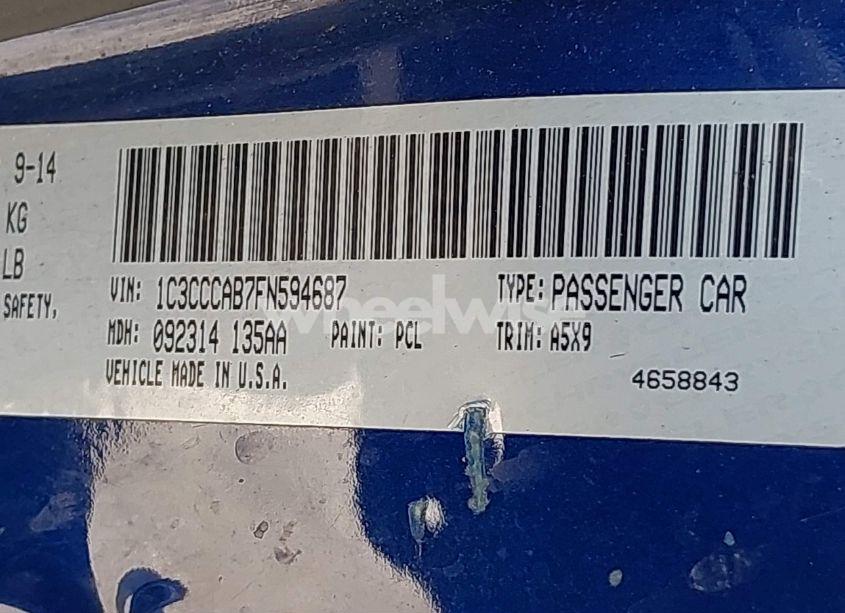 9-14
KG
LB
SAFETY,
VIN: 1C3CCCAB7FN594687 TYPE: PASSENGER CAR
MDH: 092314 135AA PAINT: PCL TRIM: A5X9
VEHICLE MADE IN U.S.A. 4658843
wheelwise